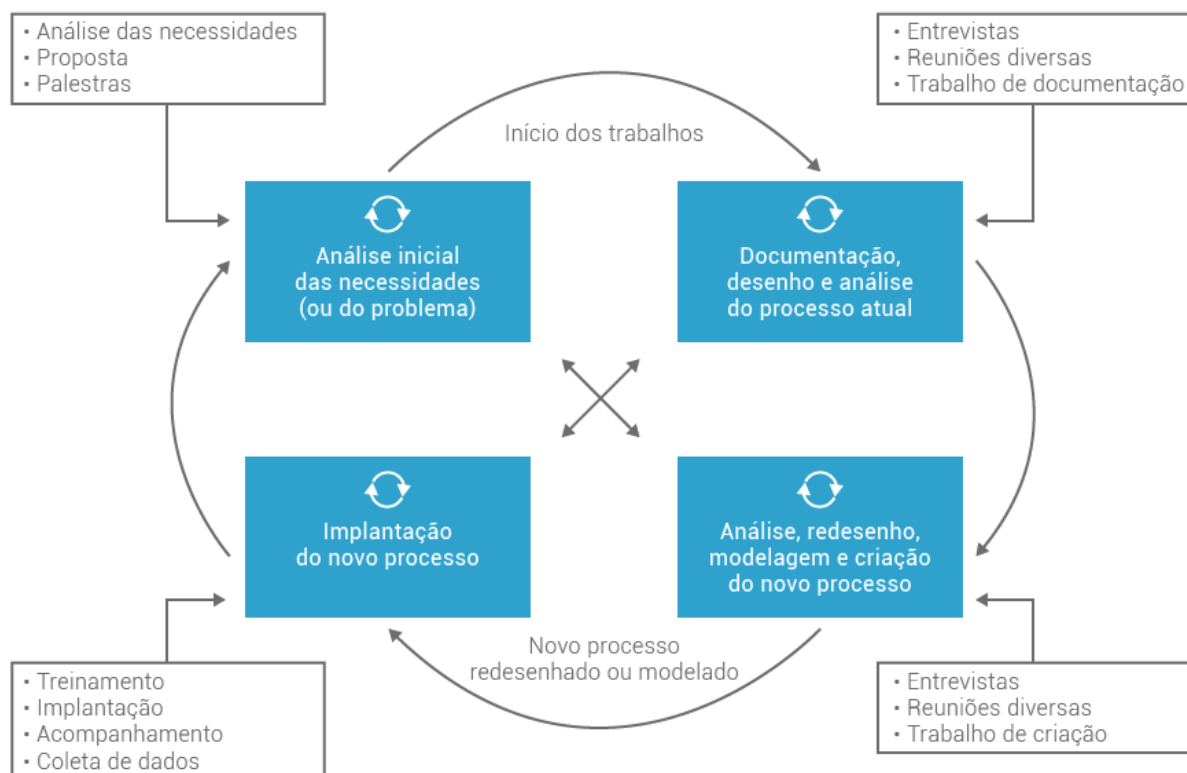 • Análise das necessidades
• Proposta
• Palestras
• Entrevistas
• Reuniões diversas
• Trabalho de documentação
Início dos trabalhos
Análise inicial
das necessidades
(ou do problema)
Documentação,
desenho e análise
do processo atual
Implantação
do novo processo
Análise, redesenho,
modelagem e criação
do novo processo
Novo processo
redesenhado ou modelado
• Treinamento
• Implantação
• Acompanhamento
• Coleta de dados
• Entrevistas
• Reuniões diversas
• Trabalho de criação